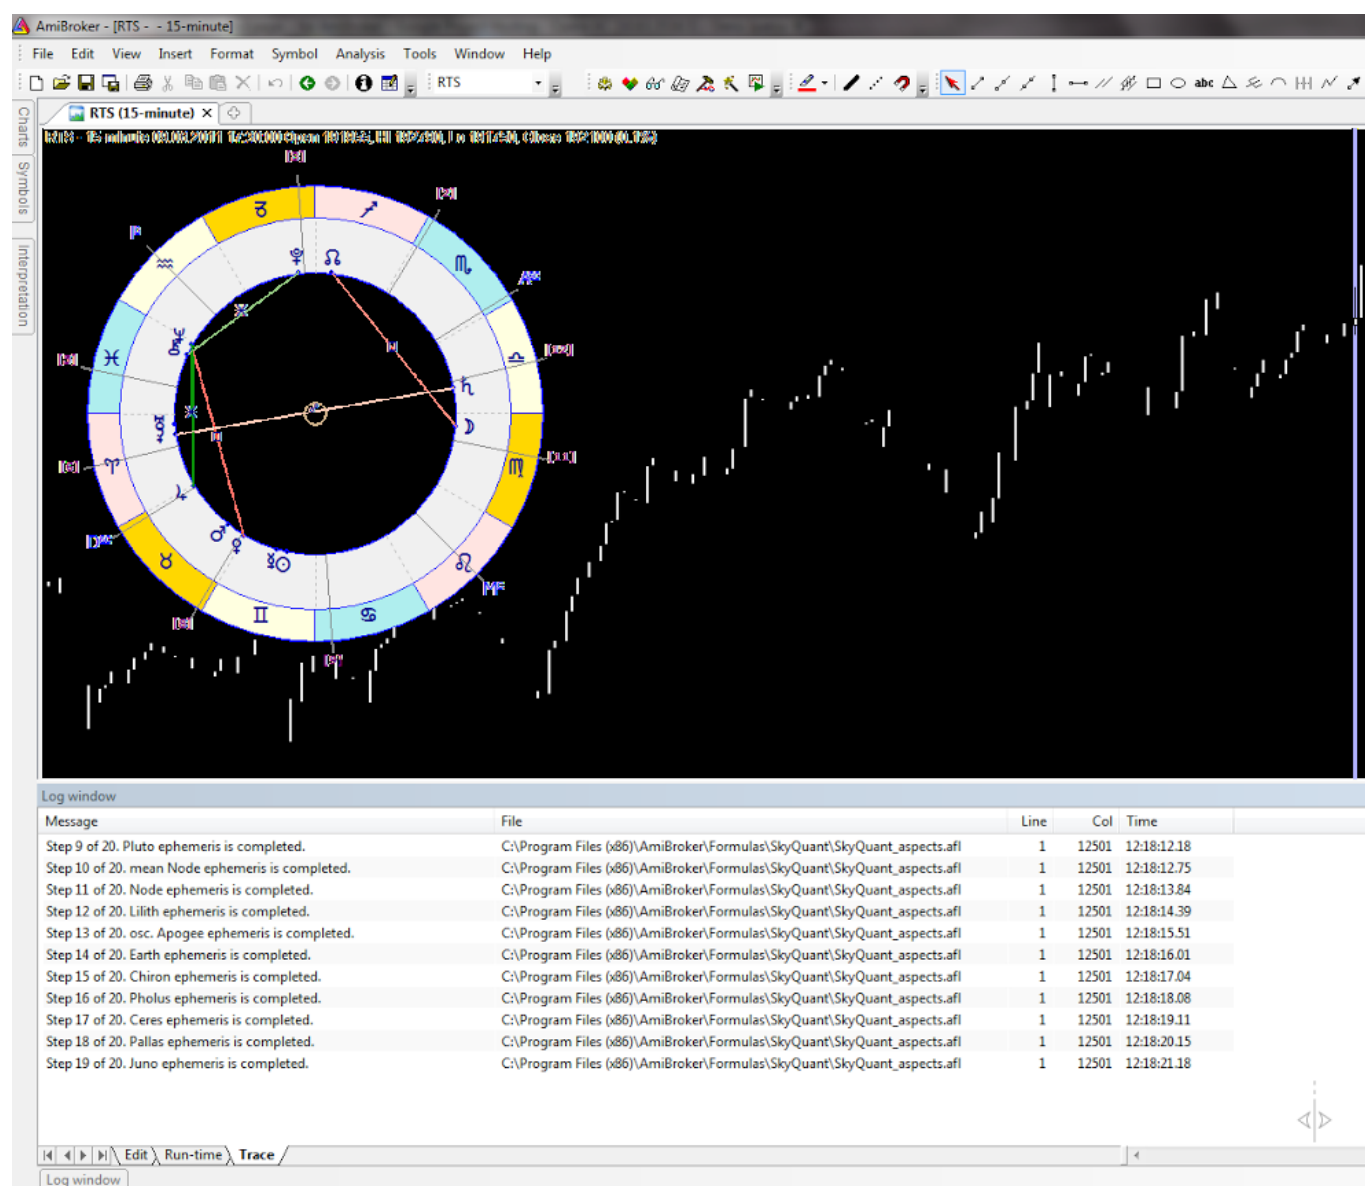 AmiBroker - [RTS - - 15-minute]
File Edit View Insert Format Symbol Analysis Tools Window Help
RTS
abc
RTS (15-minute)
Charts
Symbols
Interpretation
RTS - 15 minute
Log window
Message File Line Col Time
Step 9 of 20. Pluto ephemeris is completed. C:\Program Files (x86)\AmiBroker\Formulas\SkyQuant\SkyQuant_aspects.afl 1 12501 12:18:12.18
Step 10 of 20. mean Node ephemeris is completed. C:\Program Files (x86)\AmiBroker\Formulas\SkyQuant\SkyQuant_aspects.afl 1 12501 12:18:12.75
Step 11 of 20. Node ephemeris is completed. C:\Program Files (x86)\AmiBroker\Formulas\SkyQuant\SkyQuant_aspects.afl 1 12501 12:18:13.84
Step 12 of 20. Lilith ephemeris is completed. C:\Program Files (x86)\AmiBroker\Formulas\SkyQuant\SkyQuant_aspects.afl 1 12501 12:18:14.39
Step 13 of 20. osc. Apogee ephemeris is completed. C:\Program Files (x86)\AmiBroker\Formulas\SkyQuant\SkyQuant_aspects.afl 1 12501 12:18:15.51
Step 14 of 20. Earth ephemeris is completed. C:\Program Files (x86)\AmiBroker\Formulas\SkyQuant\SkyQuant_aspects.afl 1 12501 12:18:16.01
Step 15 of 20. Chiron ephemeris is completed. C:\Program Files (x86)\AmiBroker\Formulas\SkyQuant\SkyQuant_aspects.afl 1 12501 12:18:17.04
Step 16 of 20. Pholus ephemeris is completed. C:\Program Files (x86)\AmiBroker\Formulas\SkyQuant\SkyQuant_aspects.afl 1 12501 12:18:18.08
Step 17 of 20. Ceres ephemeris is completed. C:\Program Files (x86)\AmiBroker\Formulas\SkyQuant\SkyQuant_aspects.afl 1 12501 12:18:19.11
Step 18 of 20. Pallas ephemeris is completed. C:\Program Files (x86)\AmiBroker\Formulas\SkyQuant\SkyQuant_aspects.afl 1 12501 12:18:20.15
Step 19 of 20. Juno ephemeris is completed. C:\Program Files (x86)\AmiBroker\Formulas\SkyQuant\SkyQuant_aspects.afl 1 12501 12:18:21.18
Edit Run-time Trace
Log window